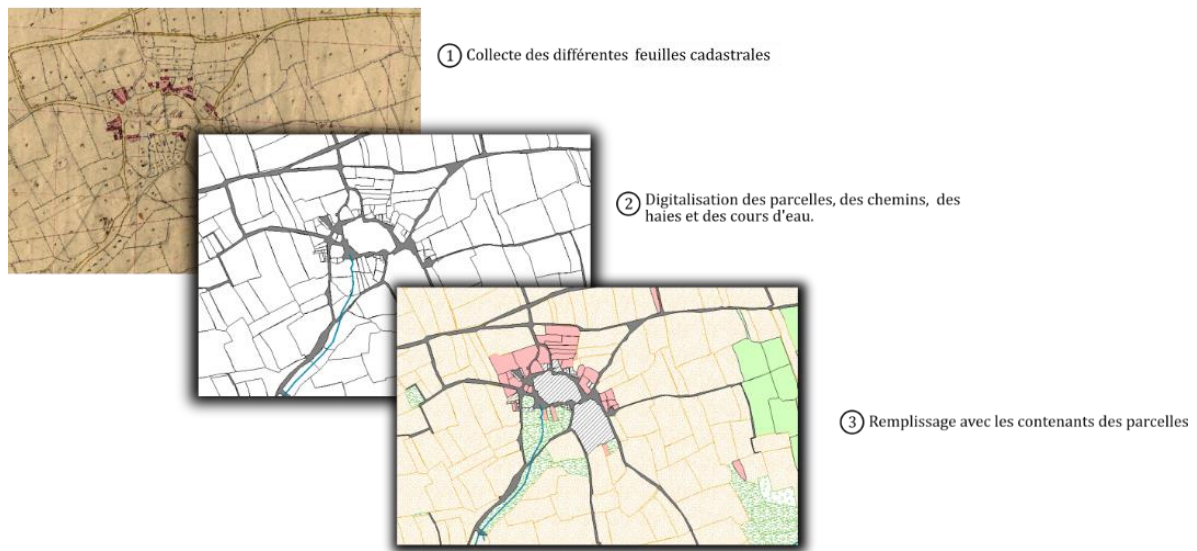 ① Collecte des différentes feuilles cadastrales
② Digitalisation des parcelles, des chemins, des
haies et des cours d'eau.
③ Remplissage avec les contenants des parcelles